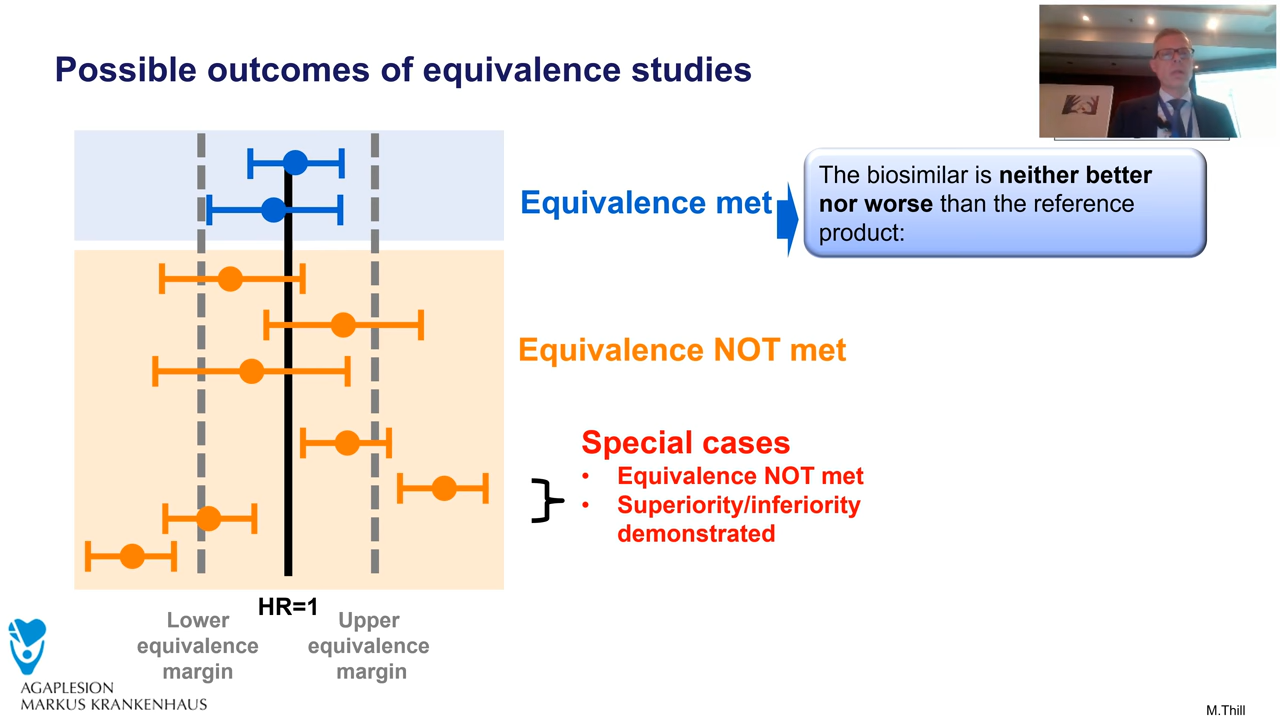 Possible outcomes of equivalence studies
The biosimilar is neither better
nor worse than the reference
product:
Equivalence met
Equivalence NOT met
Special cases
• Equivalence NOT met
• Superiority/inferiority
demonstrated
HR=1
Lower
equivalence
margin
Upper
equivalence
margin
AGAPLESION
MARKUS KRANKENHAUS
M.Thill